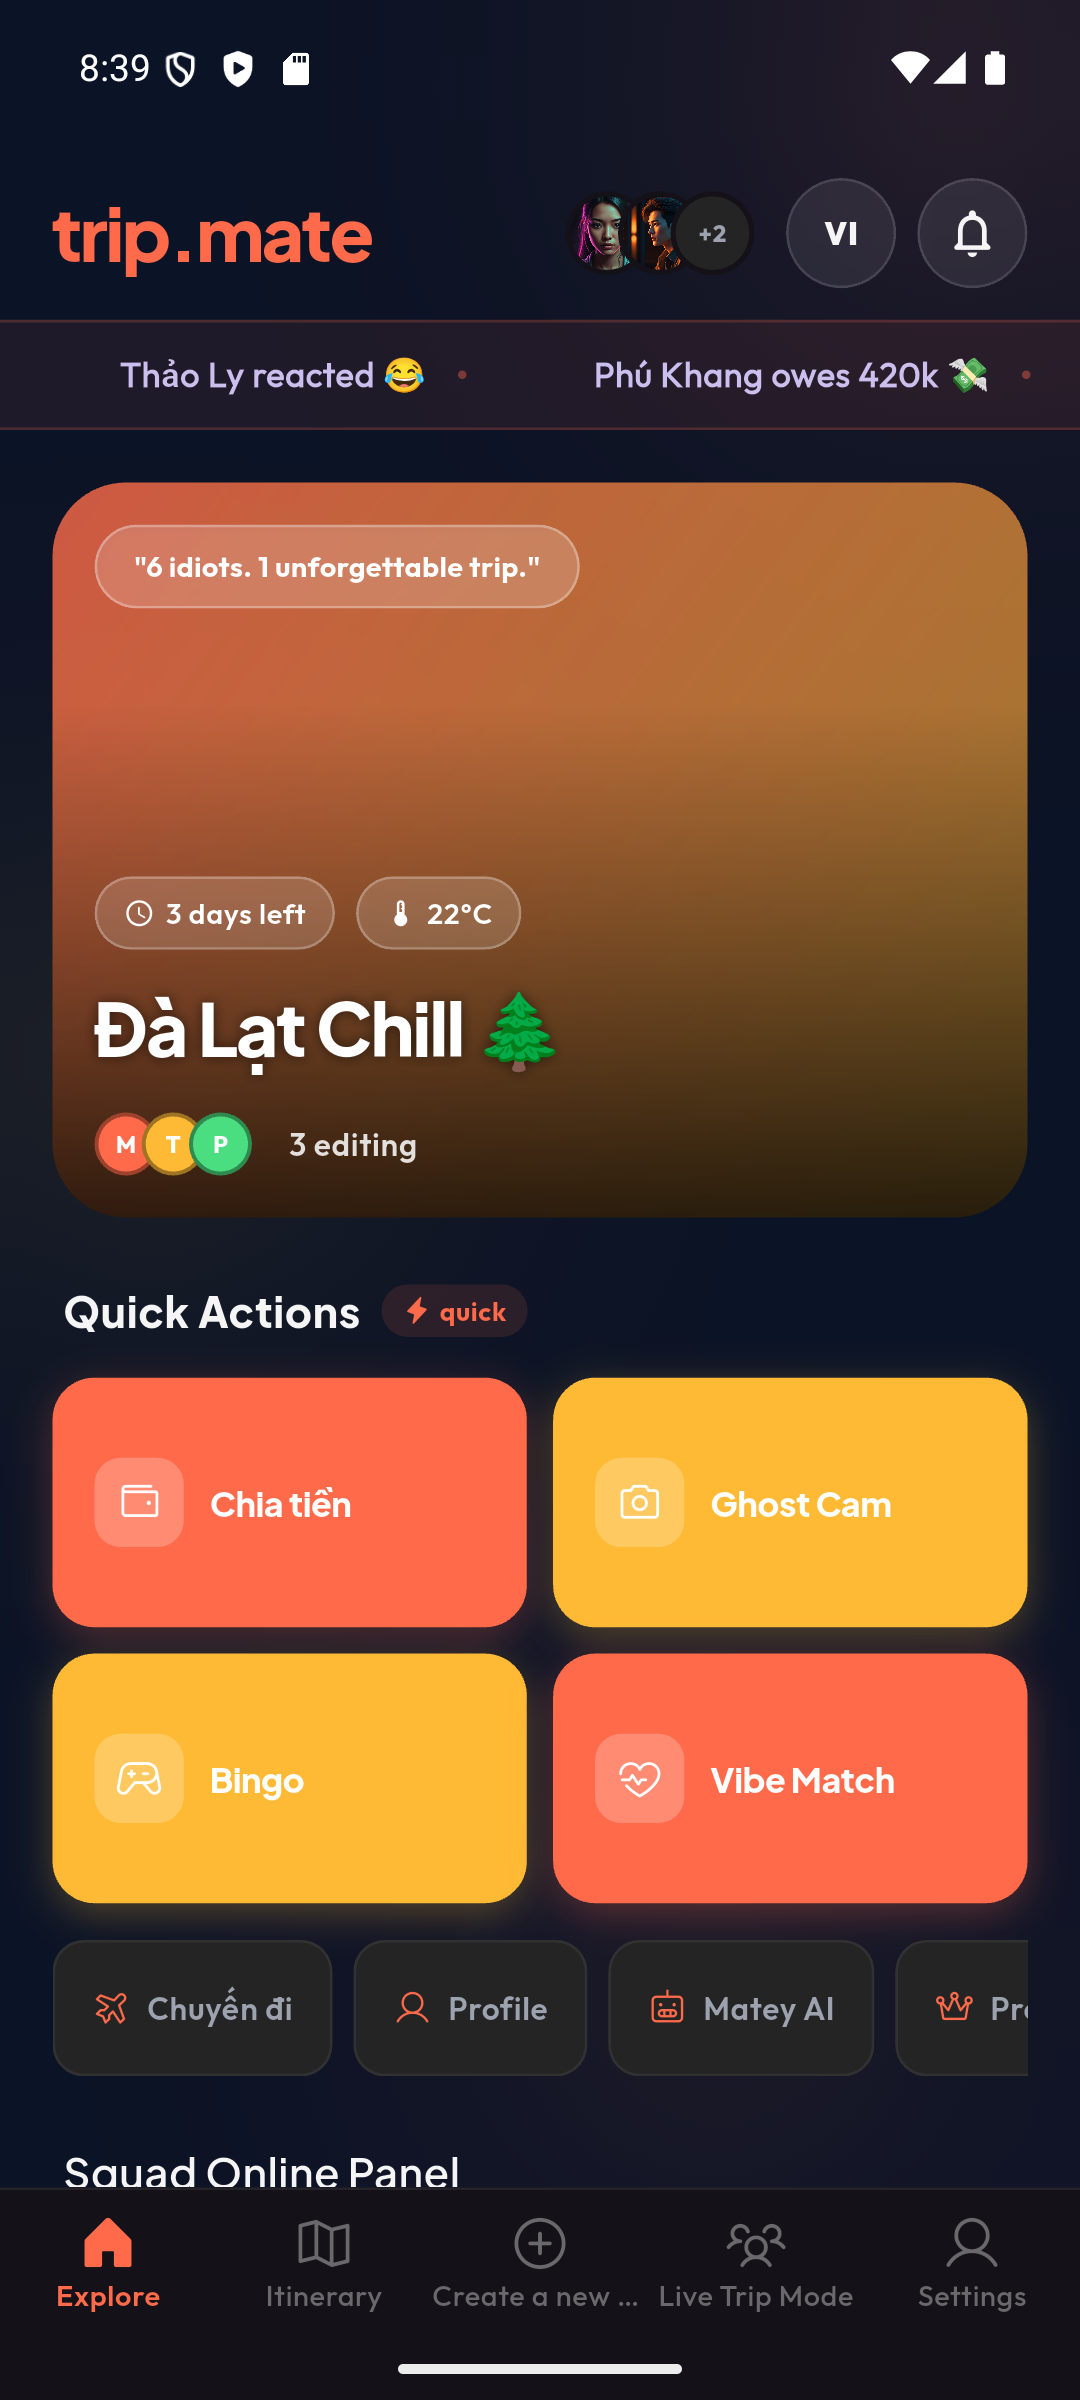 8:39
trip.mate
+2
VI
Thảo Ly reacted 😂 • Phú Khang owes 420k 💸 •
"6 idiots. 1 unforgettable trip."
3 days left
22°C
Đà Lạt Chill 🌲
M T P 3 editing
Quick Actions
quick
Chia tiền
Ghost Cam
Bingo
Vibe Match
Chuyến đi
Profile
Matey AI
Squad Online Panel
Explore
Itinerary
Create a new ...
Live Trip Mode
Settings